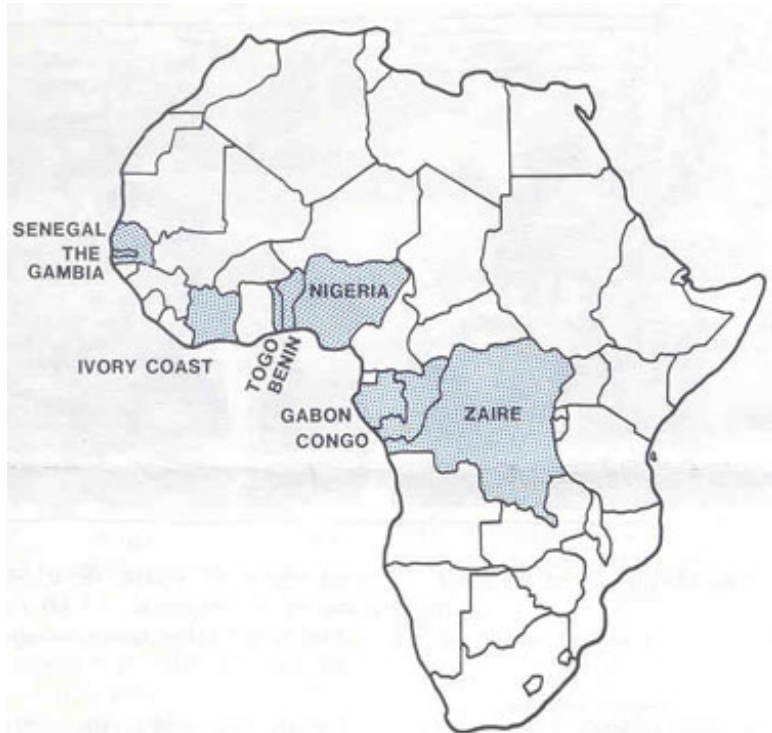 SENEGAL
THE
GAMBIA
NIGERIA
IVORY COAST
TOGO
BENIN
GABON
CONGO
ZAIRE